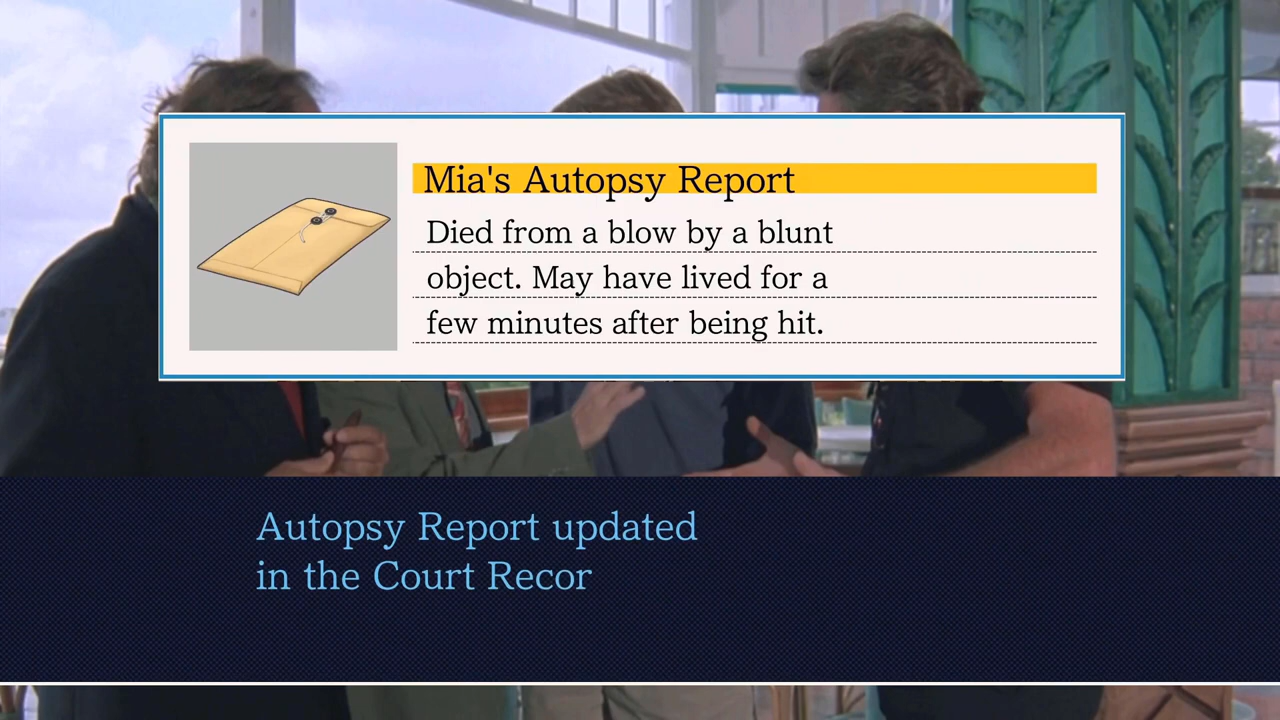 Mia's Autopsy Report
Died from a blow by a blunt
object. May have lived for a
few minutes after being hit.
Autopsy Report updated
in the Court Recor